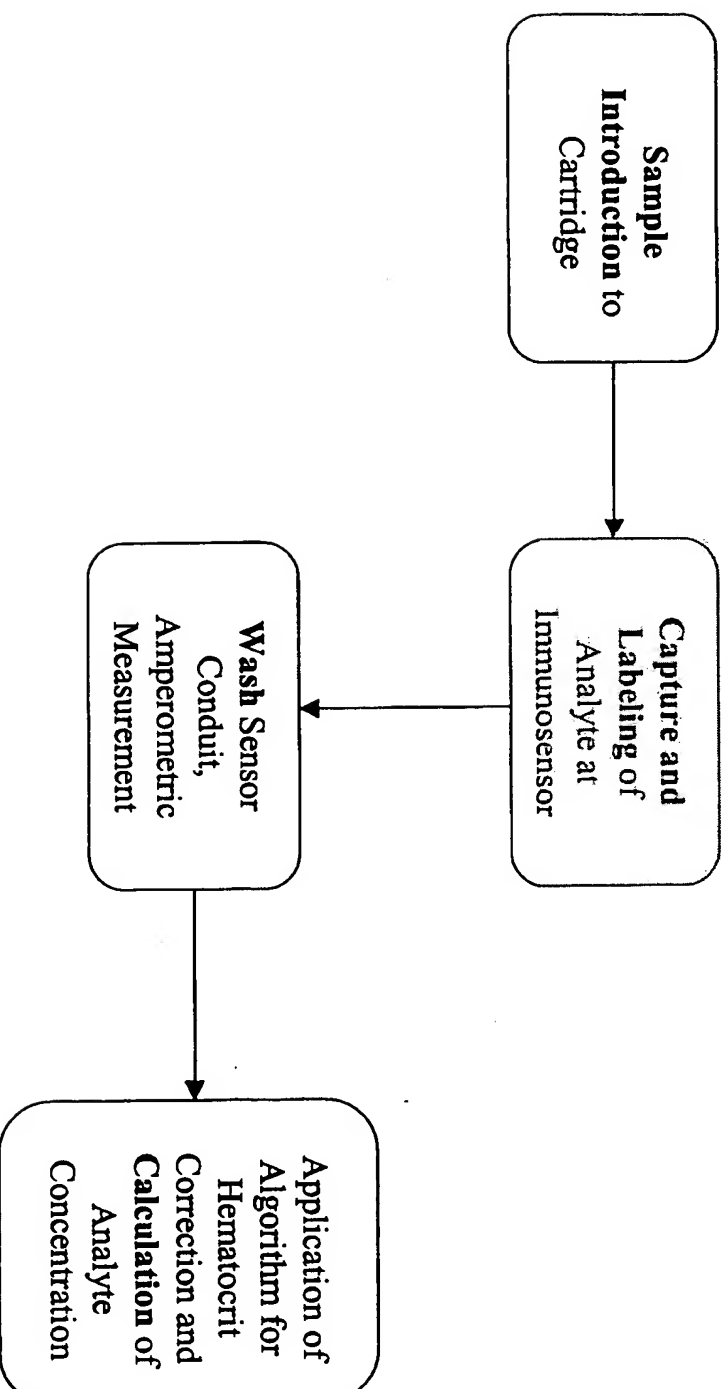 Sample
Introduction to
Cartridge
Capture and
Labeling of
Analyte at
Immunosensor
Wash Sensor
Conduit,
Amperometric
Measurement
Application of
Algorithm for
Hematocrit
Correction and
Calculation of
Analyte
Concentration